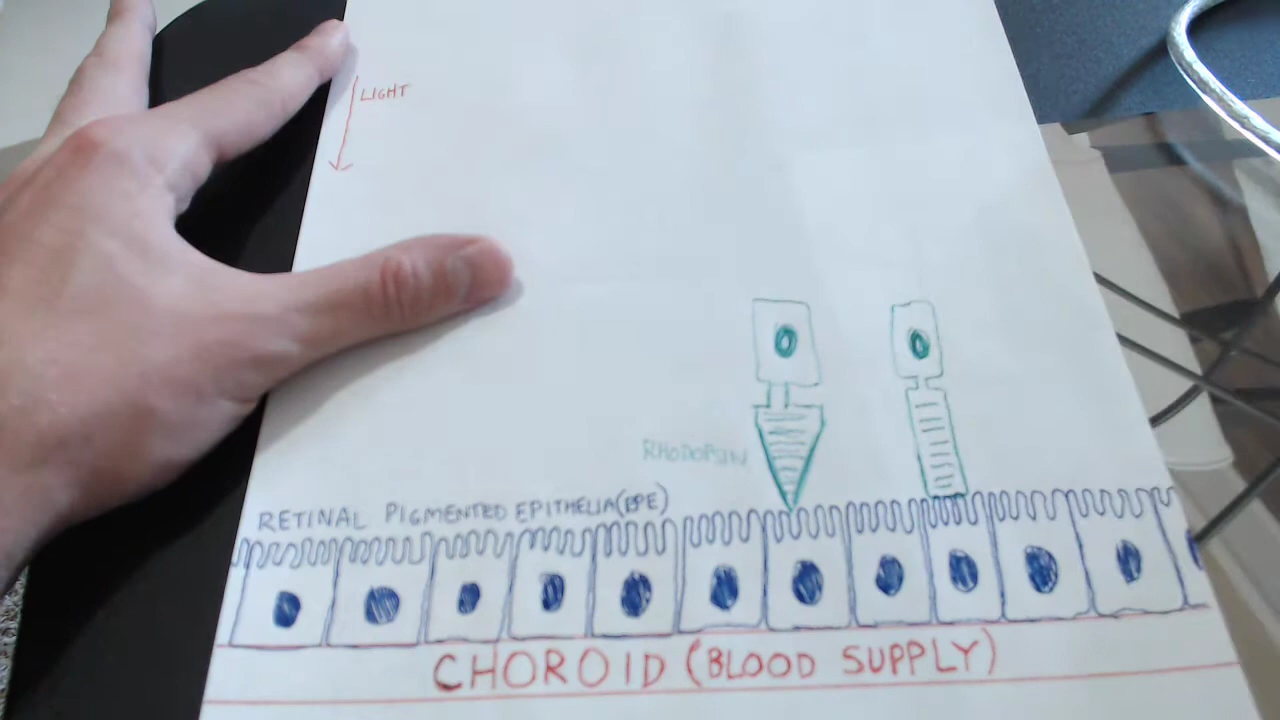 LIGHT
RHODOPSIN
RETINAL PIGMENTED EPITHELIA (RPE)
CHOROID (BLOOD SUPPLY)